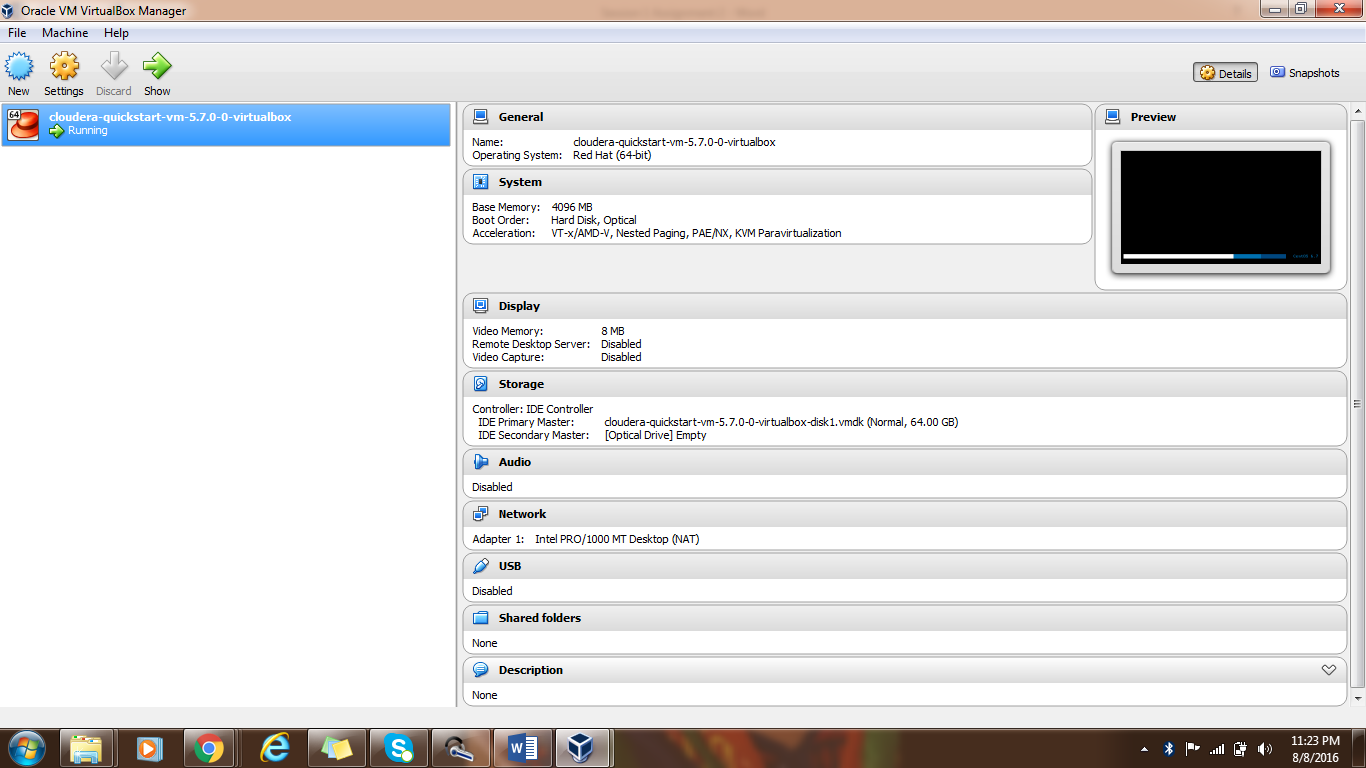 Oracle VM VirtualBox Manager
File Machine Help
New Settings Discard Show
Details Snapshots
64
cloudera-quickstart-vm-5.7.0-0-virtualbox
Running
General
Name: cloudera-quickstart-vm-5.7.0-0-virtualbox
Operating System: Red Hat (64-bit)
System
Base Memory: 4096 MB
Boot Order: Hard Disk, Optical
Acceleration: VT-x/AMD-V, Nested Paging, PAE/NX, KVM Paravirtualization
Preview
Display
Video Memory: 8 MB
Remote Desktop Server: Disabled
Video Capture: Disabled
Storage
Controller: IDE Controller
IDE Primary Master: cloudera-quickstart-vm-5.7.0-0-virtualbox-disk1.vmdk (Normal, 64.00 GB)
IDE Secondary Master: [Optical Drive] Empty
Audio
Disabled
Network
Adapter 1: Intel PRO/1000 MT Desktop (NAT)
USB
Disabled
Shared folders
None
Description
None
11:23 PM
8/8/2016